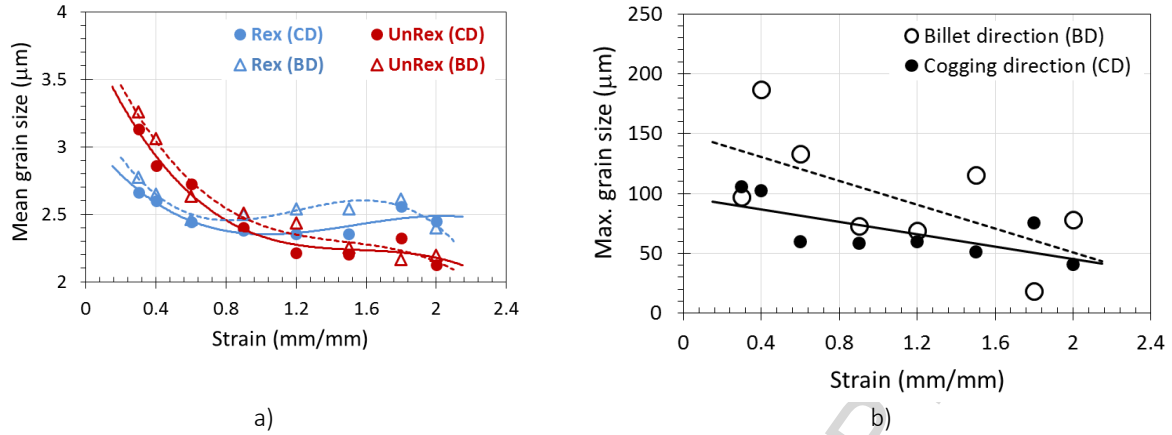 a)
Rex (CD) UnRex (CD)
Rex (BD) UnRex (BD)
Mean grain size (μm)
4
3.5
3
2.5
2
0 0.4 0.8 1.2 1.6 2 2.4
Strain (mm/mm)
a)
b)
Billet direction (BD)
Cogging direction (CD)
Max. grain size (μm)
250
200
150
100
50
0
0 0.4 0.8 1.2 1.6 2 2.4
Strain (mm/mm)
b)